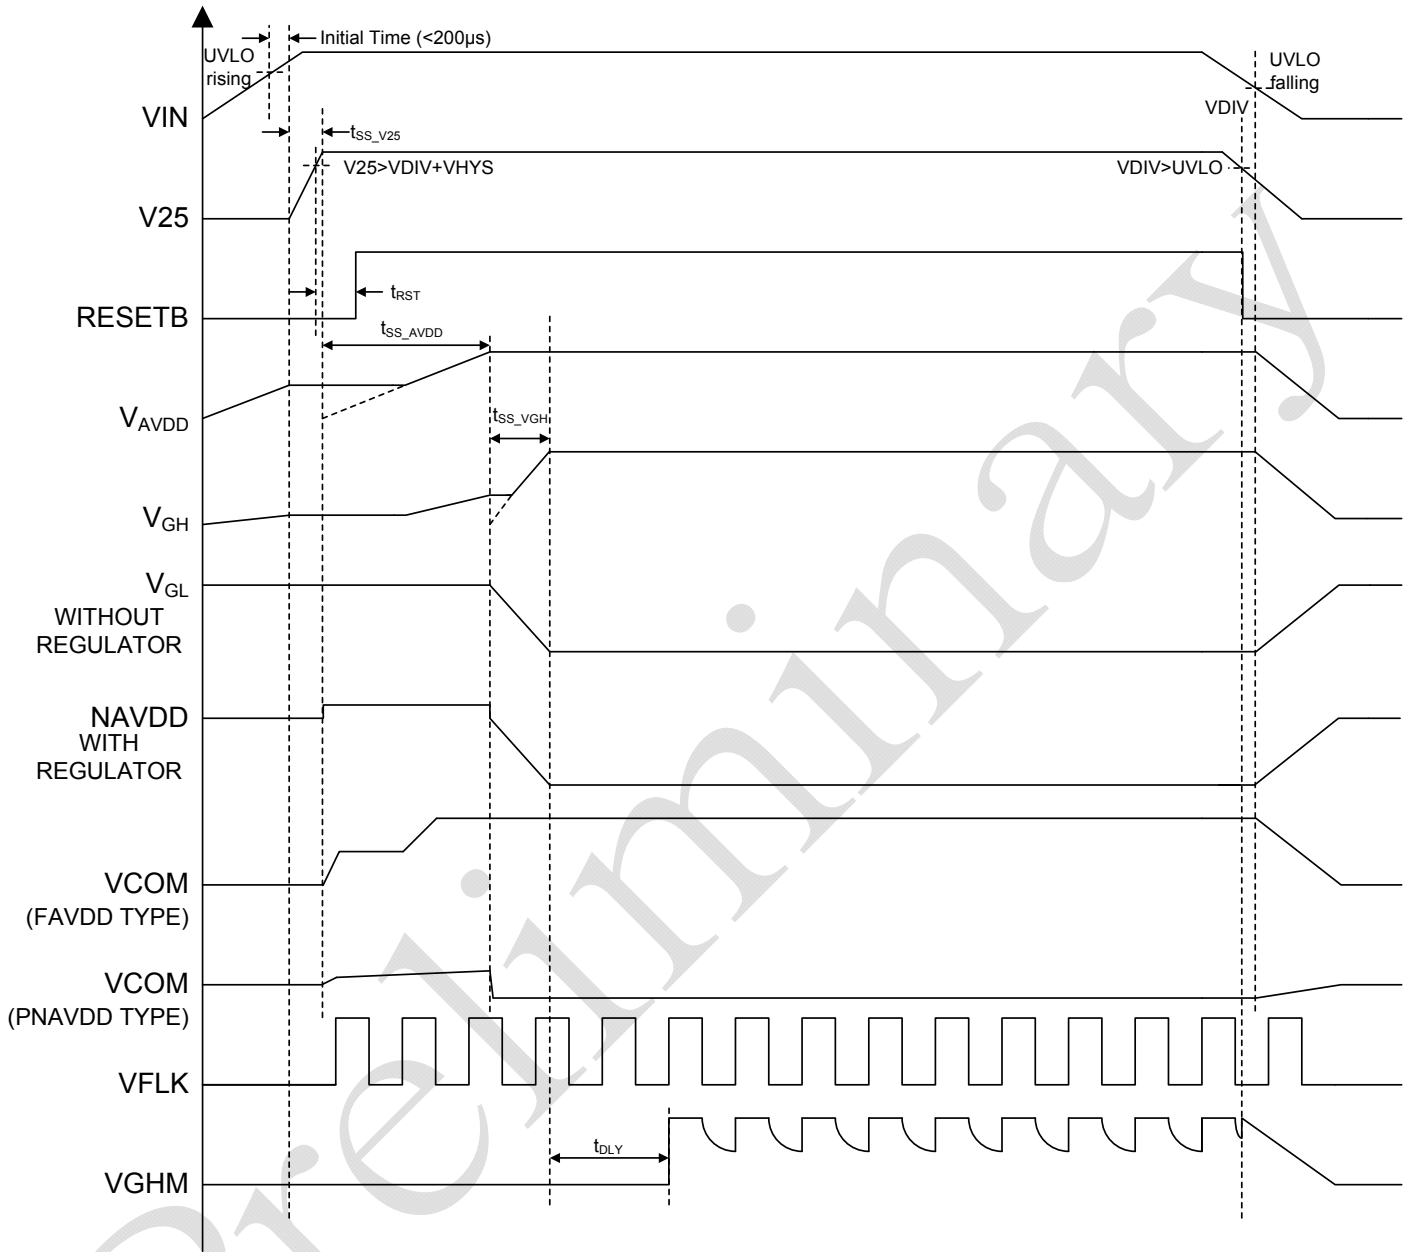 Initial Time (<200µs)
UVLO
rising
UVLO
falling
VIN
VDIV
tSS_V25
V25>VDIV+VHYS
VDIV>UVLO
V25
tRST
RESETB
tSS_AVDD
VAVDD
tSS_VGH
VGH
VGL
WITHOUT
REGULATOR
NAVDD
WITH
REGULATOR
VCOM
(FAVDD TYPE)
VCOM
(PNAVDD TYPE)
VFLK
tDLY
VGHM
Preliminary